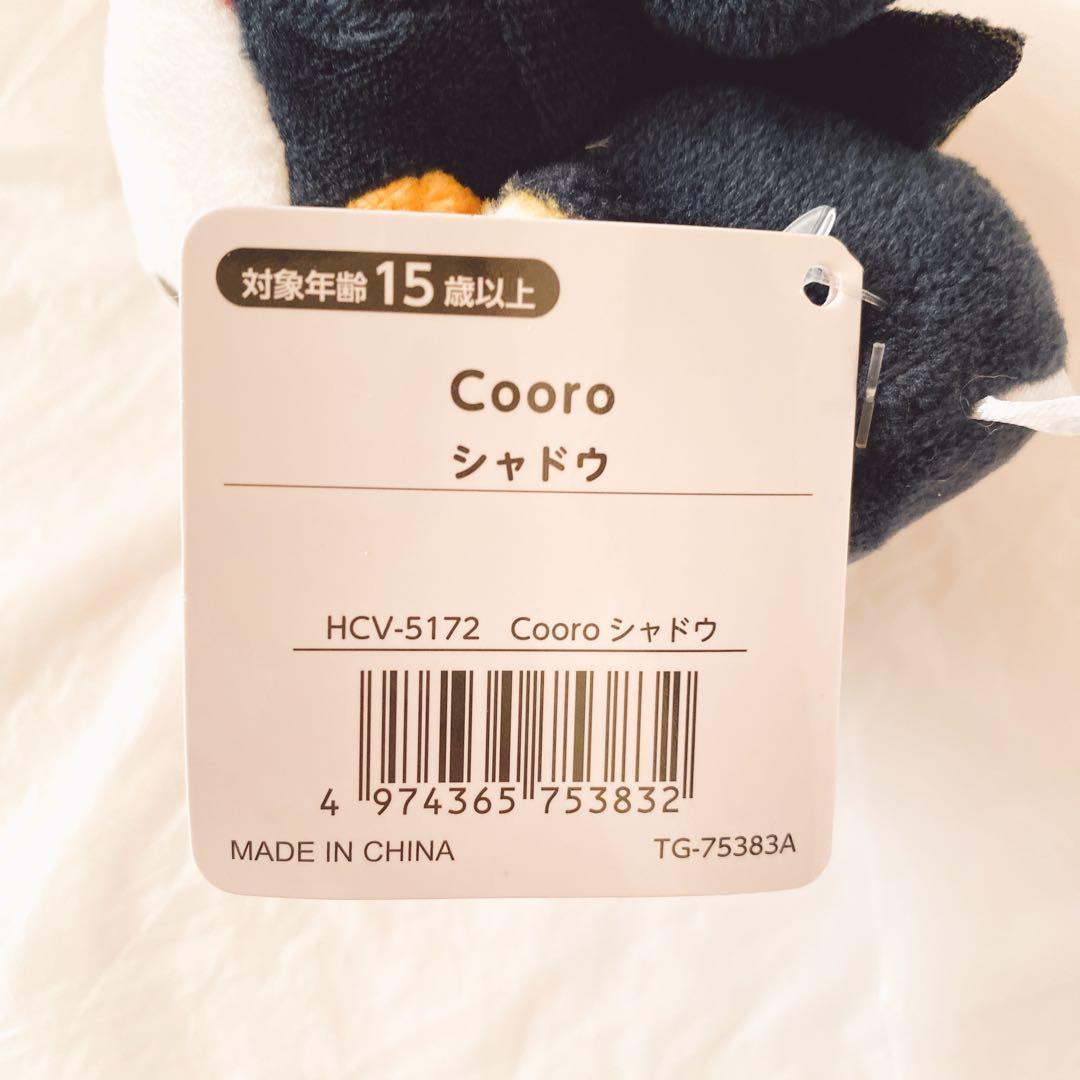 対象年齢15歳以上
Cooro
シャドウ
HCV-5172 Cooro シャドウ
4 974365 753832
MADE IN CHINA TG-75383A